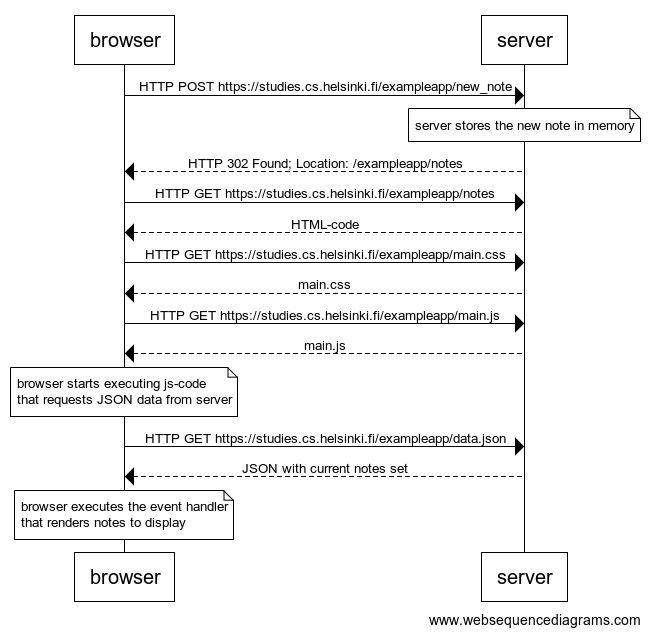 browser
server
HTTP POST https://studies.cs.helsinki.fi/exampleapp/new_note
server stores the new note in memory
HTTP 302 Found; Location: /exampleapp/notes
HTTP GET https://studies.cs.helsinki.fi/exampleapp/notes
HTML-code
HTTP GET https://studies.cs.helsinki.fi/exampleapp/main.css
main.css
HTTP GET https://studies.cs.helsinki.fi/exampleapp/main.js
main.js
browser starts executing js-code
that requests JSON data from server
HTTP GET https://studies.cs.helsinki.fi/exampleapp/data.json
JSON with current notes set
browser executes the event handler
that renders notes to display
browser
server
www.websequencediagrams.com